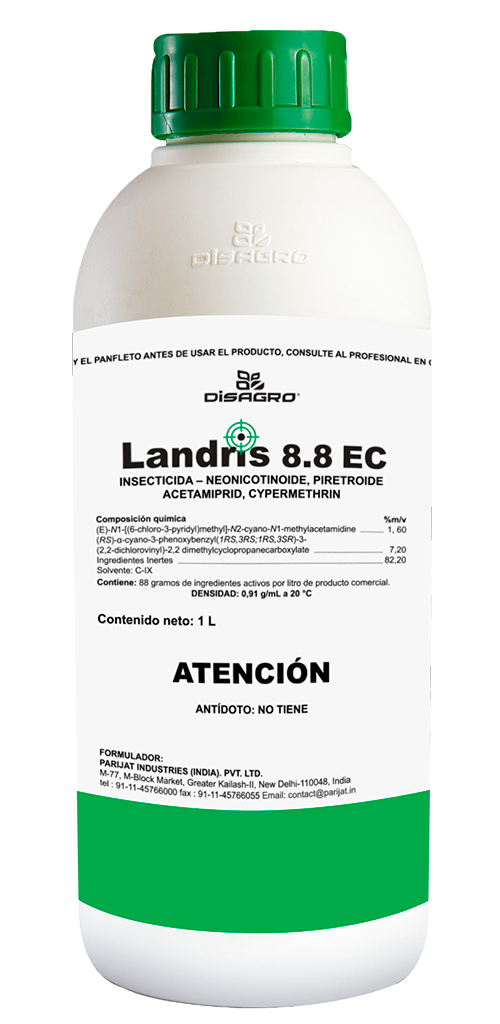 DISAGRO
Y EL PANFLETO ANTES DE USAR EL PRODUCTO, CONSULTE AL PROFESIONAL EN
DISAGRO®
Landris 8.8 EC
INSECTICIDA – NEONICOTINOIDE, PIRETROIDE
ACETAMIPRID, CYPERMETHRIN
Composición química %m/v
(E)-N1-[(6-chloro-3-pyridyl)methyl]-N2-cyano-N1-methylacetamidine 1, 60
(RS)-α-cyano-3-phenoxybenzyl(1RS,3RS;1RS,3SR)-3-
(2,2-dichlorovinyl)-2,2 dimethylcyclopropanecarboxylate 7,20
Ingredientes Inertes 82,20
Solvente: C-IX
Contiene: 88 gramos de ingredientes activos por litro de producto comercial.
DENSIDAD: 0,91 g/mL a 20 °C
Contenido neto: 1 L
ATENCIÓN
ANTÍDOTO: NO TIENE
FORMULADOR:
PARIJAT INDUSTRIES (INDIA). PVT. LTD.
M-77, M-Block Market, Greater Kailash-II, New Delhi-110048, India
tel : 91-11-45766000 fax : 91-11-45766055 Email: contact@parijat.in